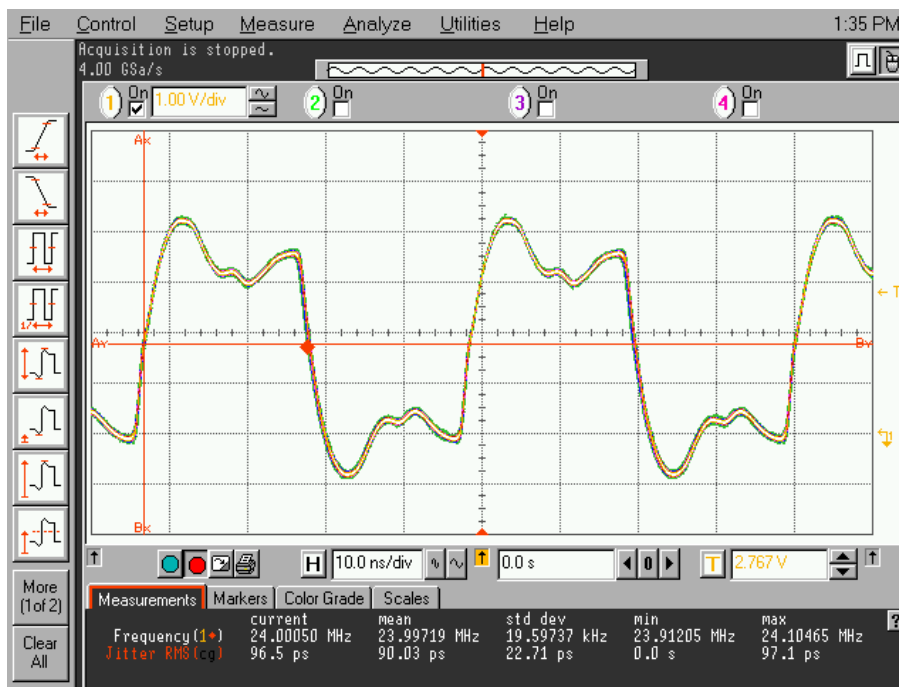 File Control Setup Measure Analyze Utilities Help 1:35 PM
Acquisition is stopped.
4.00 GSa/s
1 On 1.00 V/div 2 On 3 On 4 On
Ax
T
Ay By
Bx
1/
More
(1of 2)
Clear
All
H 10.0 ns/div 0.0 s 0 T 2.767 V
Measurements Markers Color Grade Scales
current mean std dev min max
Frequency(1) 24.00050 MHz 23.99719 MHz 19.59737 kHz 23.91205 MHz 24.10465 MHz
Jitter RMS(cg) 96.5 ps 90.03 ps 22.71 ps 0.0 s 97.1 ps
?